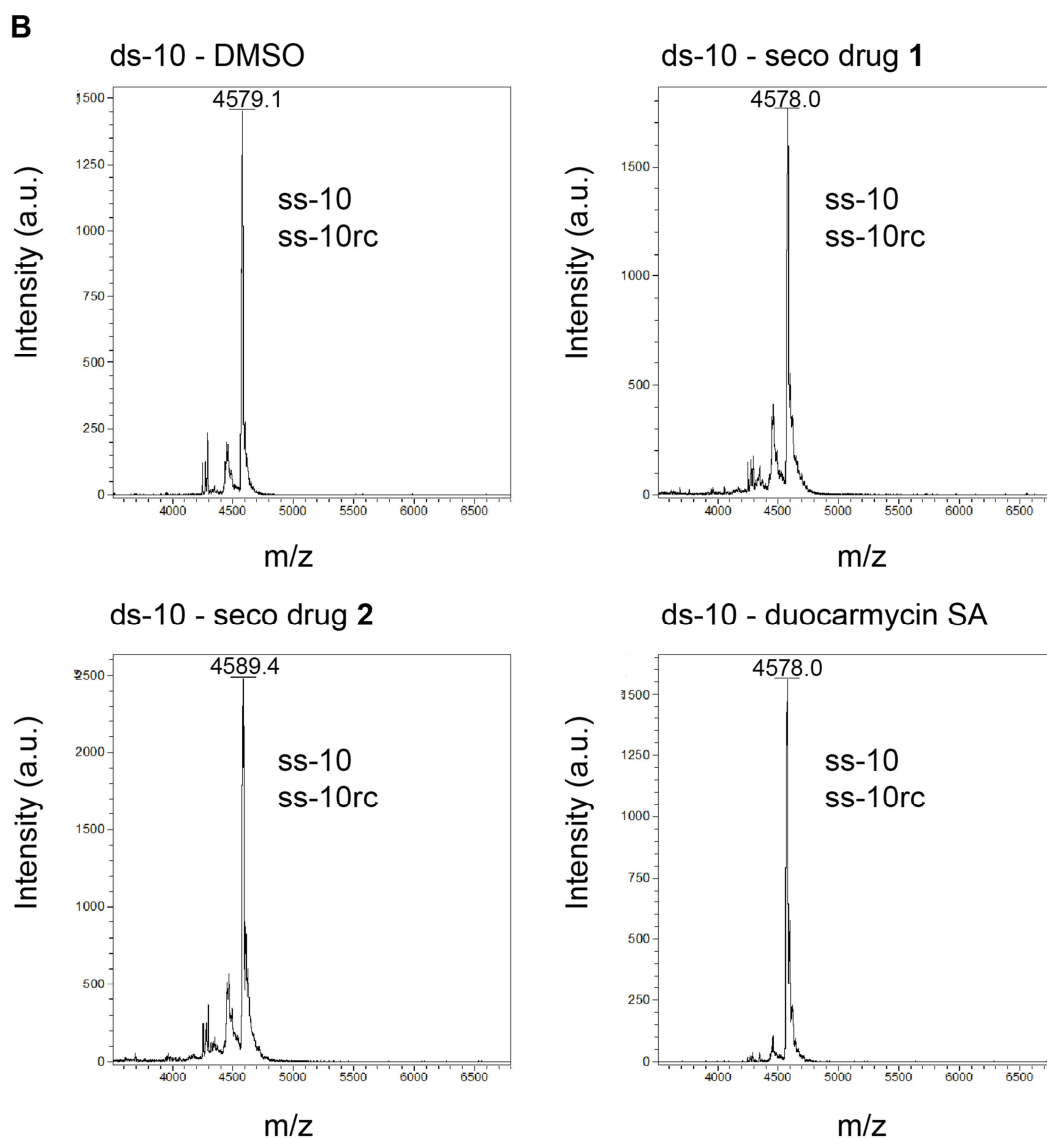 B
ds-10 - DMSO
4579.1
1500
1250
1000
750
500
250
0
ss-10
ss-10rc
Intensity (a.u.)
4000 4500 5000 5500 6000 6500
m/z
ds-10 - seco drug 1
4578.0
1500
1000
500
0
ss-10
ss-10rc
Intensity (a.u.)
4000 4500 5000 5500 6000 6500
m/z
ds-10 - seco drug 2
4589.4
2500
2000
1500
1000
500
0
ss-10
ss-10rc
Intensity (a.u.)
4000 4500 5000 5500 6000 6500
m/z
ds-10 - duocarmycin SA
4578.0
1500
1250
1000
750
500
250
0
ss-10
ss-10rc
Intensity (a.u.)
4000 4500 5000 5500 6000 6500
m/z